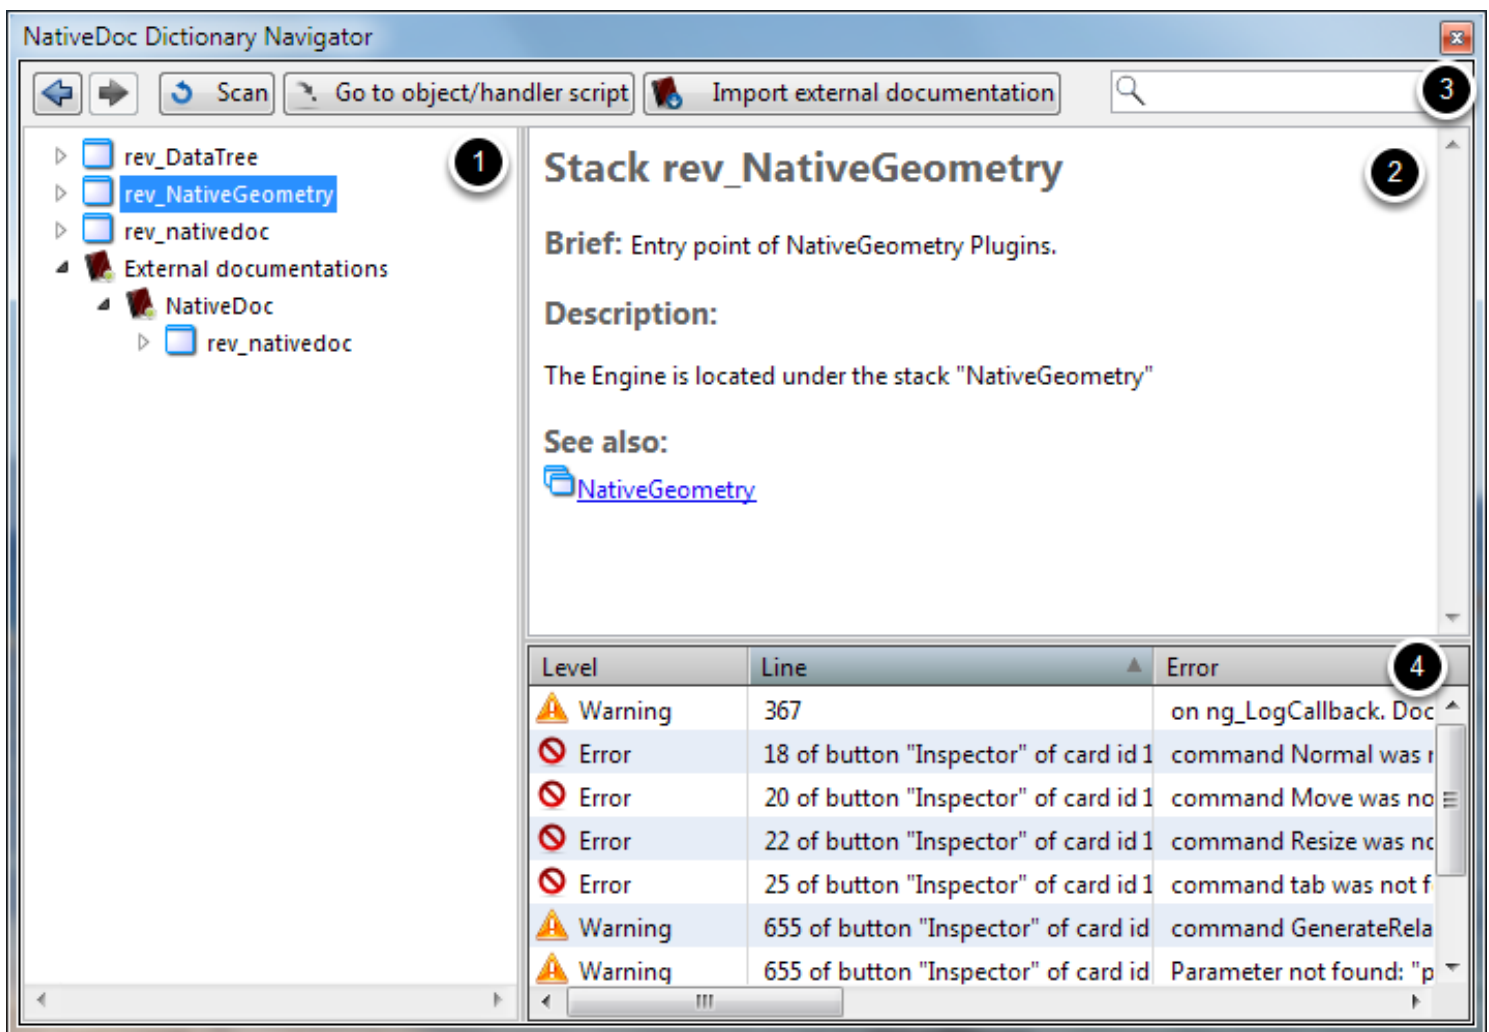 NativeDoc Dictionary Navigator
Scan
Go to object/handler script
Import external documentation
3
rev_DataTree
1
rev_NativeGeometry
rev_nativedoc
External documentations
NativeDoc
rev_nativedoc
Stack rev_NativeGeometry
2
Brief: Entry point of NativeGeometry Plugins.
Description:
The Engine is located under the stack "NativeGeometry"
See also:
NativeGeometry
Level Line Error 4
Warning 367 on ng_LogCallback. Doc
Error 18 of button "Inspector" of card id 1 command Normal was
Error 20 of button "Inspector" of card id 1 command Move was no
Error 22 of button "Inspector" of card id 1 command Resize was nc
Error 25 of button "Inspector" of card id 1 command tab was not f
Warning 655 of button "Inspector" of card id command GenerateRela
Warning 655 of button "Inspector" of card id Parameter not found: "p